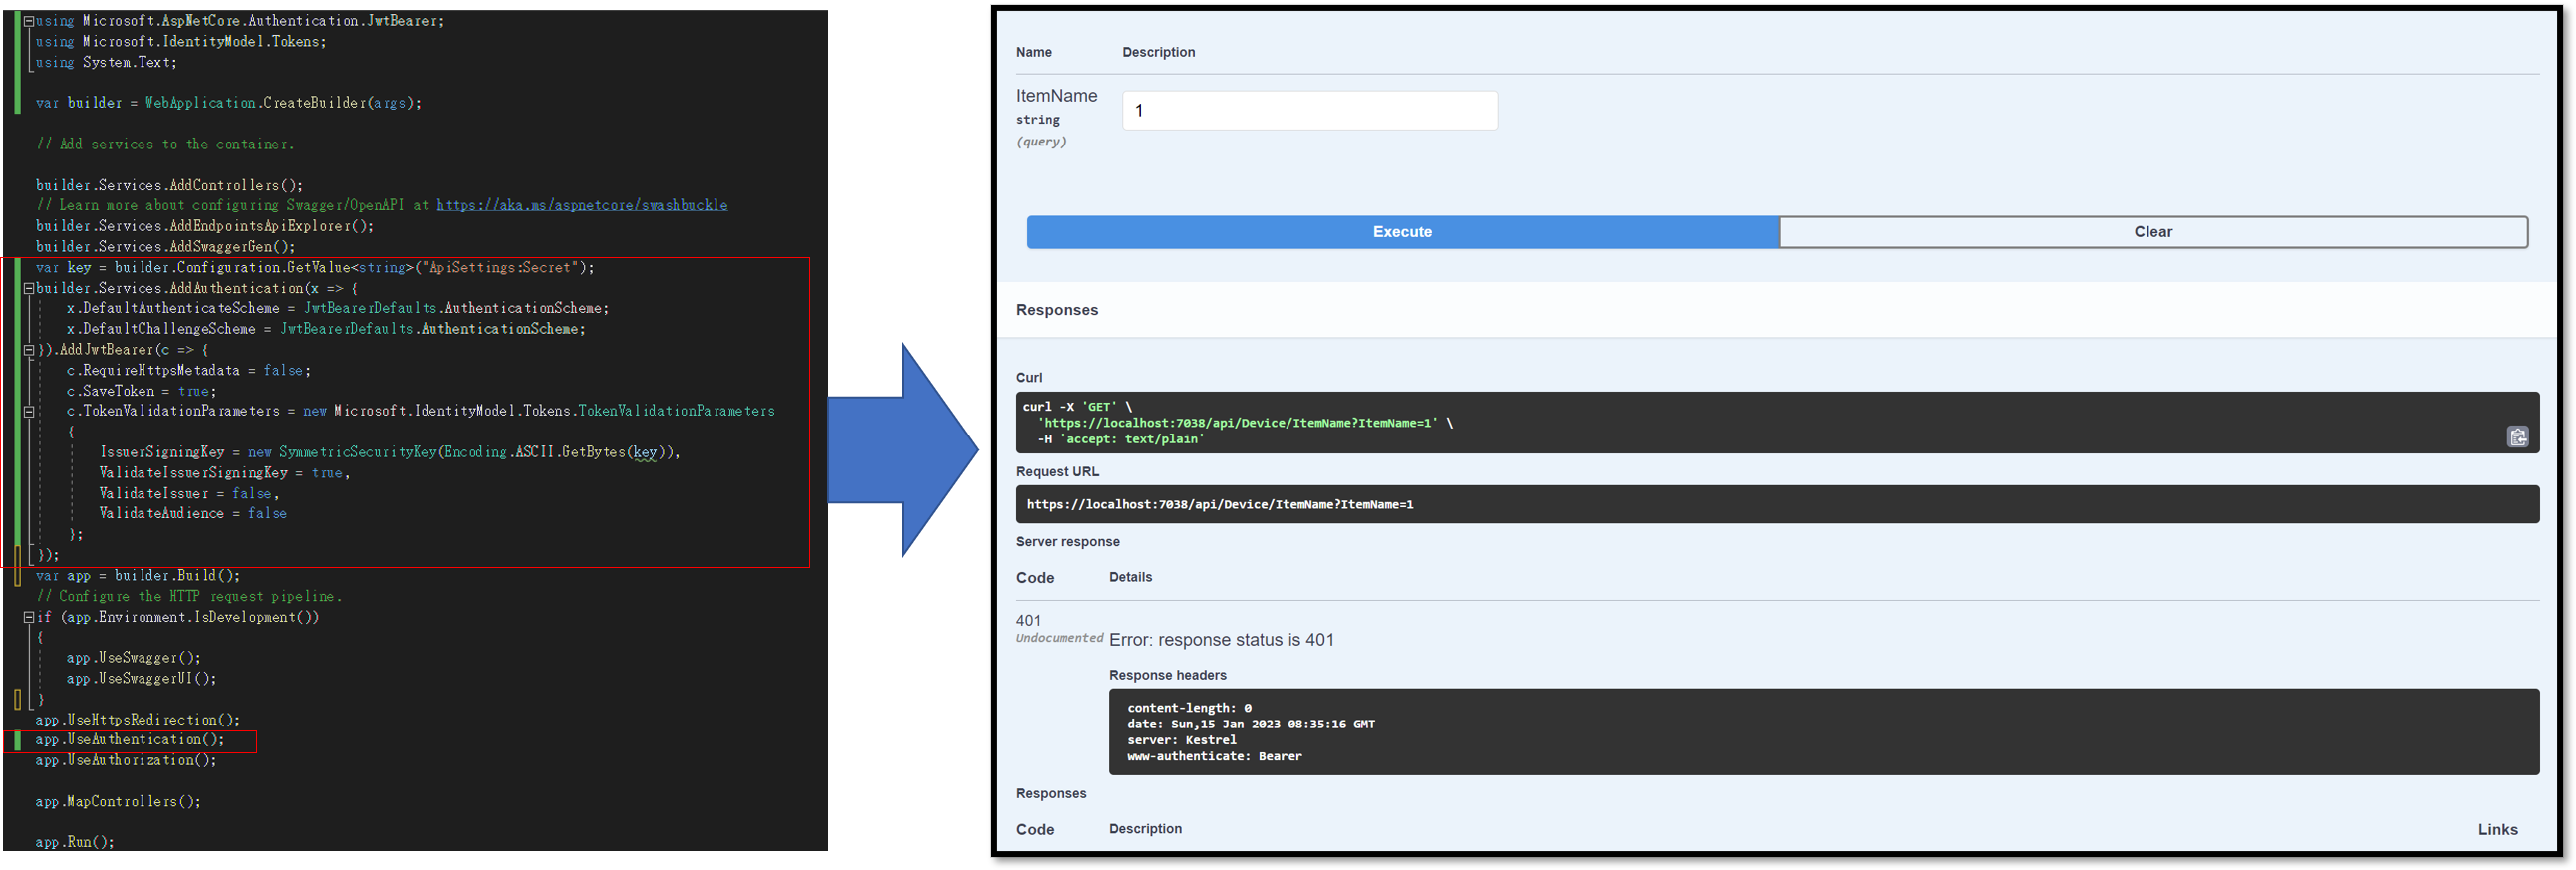 using Microsoft.AspNetCore.Authentication.JwtBearer;
using Microsoft.IdentityModel.Tokens;
using System.Text;
var builder = WebApplication.CreateBuilder(args);
// Add services to the container.
builder.Services.AddControllers();
// Learn more about configuring Swagger/OpenAPI at https://aka.ms/aspnetcore/swashbuckle
builder.Services.AddEndpointsApiExplorer();
builder.Services.AddSwaggerGen();
var key = builder.Configuration.GetValue<string>("ApiSettings:Secret");
builder.Services.AddAuthentication(x => {
x.DefaultAuthenticateScheme = JwtBearerDefaults.AuthenticationScheme;
x.DefaultChallengeScheme = JwtBearerDefaults.AuthenticationScheme;
}).AddJwtBearer(c => {
c.RequireHttpsMetadata = false;
c.SaveToken = true;
c.TokenValidationParameters = new Microsoft.IdentityModel.Tokens.TokenValidationParameters
{
IssuerSigningKey = new SymmetricSecurityKey(Encoding.ASCII.GetBytes(key)),
ValidateIssuerSigningKey = true,
ValidateIssuer = false,
ValidateAudience = false
};
});
var app = builder.Build();
// Configure the HTTP request pipeline.
if (app.Environment.IsDevelopment())
{
app.UseSwagger();
app.UseSwaggerUI();
}
app.UseHttpsRedirection();
app.UseAuthentication();
app.UseAuthorization();
app.MapControllers();
app.Run();
Name Description
ItemName
string
(query)
1
Execute Clear
Responses
Curl
curl -X 'GET' \
'https://localhost:7038/api/Device/ItemName?ItemName=1' \
-H 'accept: text/plain'
Request URL
https://localhost:7038/api/Device/ItemName?ItemName=1
Server response
Code Details
401
Undocumented Error: response status is 401
Response headers
content-length: 0
date: Sun,15 Jan 2023 08:35:16 GMT
server: Kestrel
www-authenticate: Bearer
Responses
Code Description Links